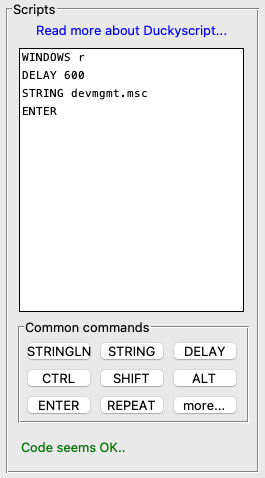 Scripts
Read more about Duckyscript...
WINDOWS r
DELAY 600
STRING devmgmt.msc
ENTER
Common commands
STRINGLN STRING DELAY
CTRL SHIFT ALT
ENTER REPEAT more...
Code seems OK..